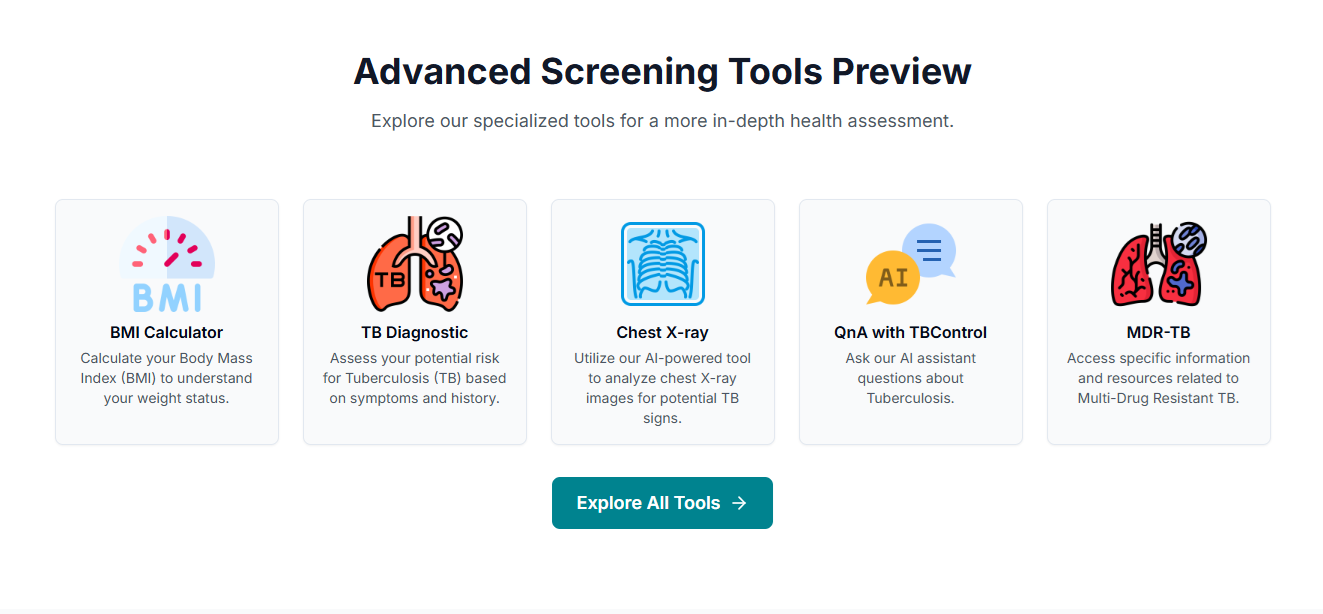 Advanced Screening Tools Preview
Explore our specialized tools for a more in-depth health assessment.
BMI
BMI Calculator
Calculate your Body Mass
Index (BMI) to understand
your weight status.
TB
TB Diagnostic
Assess your potential risk
for Tuberculosis (TB) based
on symptoms and history.
Chest X-ray
Utilize our AI-powered tool
to analyze chest X-ray
images for potential TB
signs.
AI
QnA with TBControl
Ask our AI assistant
questions about
Tuberculosis.
MDR-TB
Access specific information
and resources related to
Multi-Drug Resistant TB.
Explore All Tools →